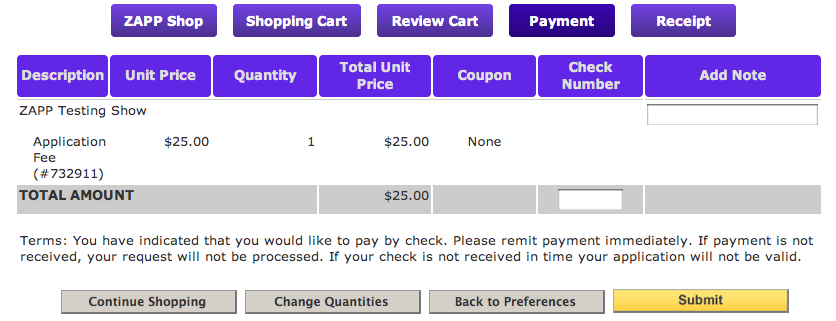 ZAPP Shop Shopping Cart Review Cart Payment Receipt
Description Unit Price Quantity Total Unit Price Coupon Check Number Add Note
ZAPP Testing Show
Application Fee (#732911) $25.00 1 $25.00 None
TOTAL AMOUNT $25.00
Terms: You have indicated that you would like to pay by check. Please remit payment immediately. If payment is not
received, your request will not be processed. If your check is not received in time your application will not be valid.
Continue Shopping Change Quantities Back to Preferences Submit